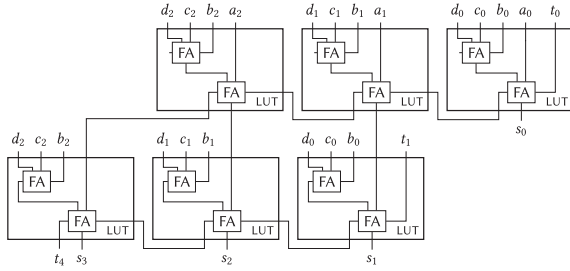 d₂ c₂ b₂ a₂ d₁ c₁ b₁ a₁ d₀ c₀ b₀ a₀ t₀
FA FA FA
FA LUT FA LUT FA LUT
s₀
d₂ c₂ b₂ d₁ c₁ b₁ d₀ c₀ b₀ t₁
FA FA FA
FA LUT FA LUT FA LUT
t₄ s₃ s₂ s₁